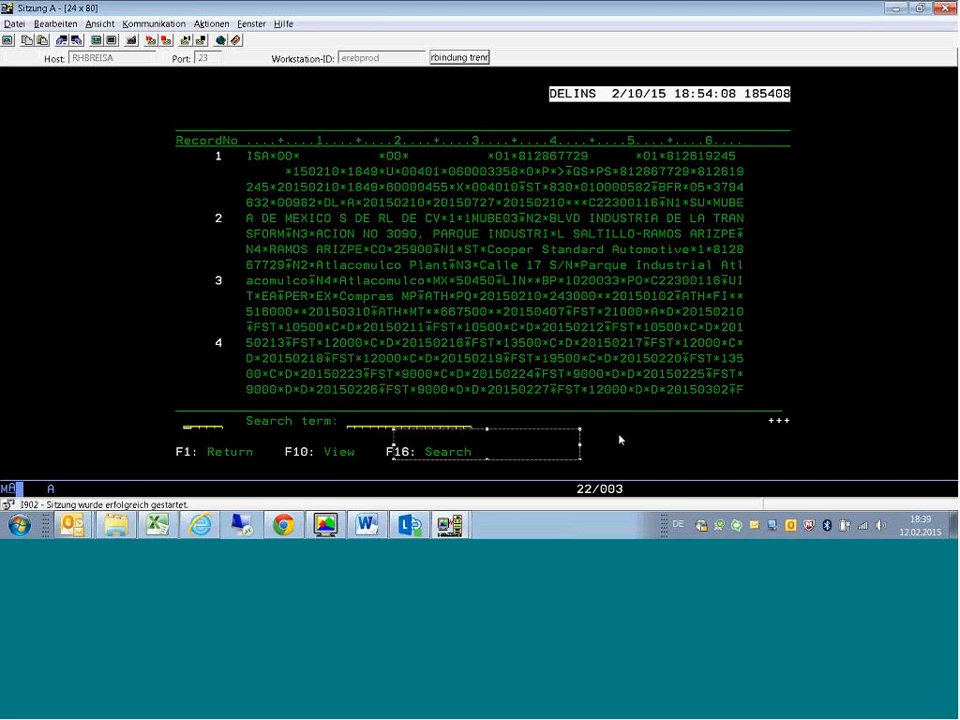 Sitzung A - [24 x 80]
Datei Bearbeiten Ansicht Kommunikation Aktionen Fenster Hilfe
Host: RHBREISA Port: 23 Workstation-ID: erebprod rbindung trenr
DELINS 2/10/15 18:54:08 185408
RecordNo ....+....1....+....2....+....3....+....4....+....5....+....6....
1 ISA*00* *00* *01*812867729 *01*812619245
*150210*1849*U*00401*060003358*0*P*>*GS*PS*812867729*812619
245*20150210*1849*60000455*X*004010*ST*830*010000582*BFR*05*3794
632*00982*DL*A*20150210*20150727*20150210***C22300116*N1*SU*MUBE
2 A DE MEXICO S DE RL DE CV*1*1MUBE03*N2*BLVD INDUSTRIA DE LA TRAN
SFORM*N3*ACION NO 3090, PARQUE INDUSTRI*L SALTILLO-RAMOS ARIZPE*
N4*RAMOS ARIZPE*CO*25900*N1*ST*Cooper Standard Automotive*1*8128
67729*N2*Atlacomulco Plant*N3*Calle 17 S/N*Parque Industrial Atl
3 acomulco*N4*Atlacomulco*MX*50450*LIN**BP*1020033*PO*C22300116*UI
T*EA*PER*EX*Compras MP*ATH*PQ*20150210*243000**20150102*ATH*FI**
516000**20150310*ATH*MT**667500**20150407*FST*21000*A*D*20150210
*FST*10500*C*D*20150211*FST*10500*C*D*20150212*FST*10500*C*D*201
4 50213*FST*12000*C*D*20150216*FST*13500*C*D*20150217*FST*12000*C*
D*20150218*FST*12000*C*D*20150219*FST*19500*C*D*20150220*FST*135
00*C*D*20150223*FST*9000*C*D*20150224*FST*9000*D*D*20150225*FST*
9000*D*D*20150226*FST*9000*D*D*20150227*FST*12000*D*D*20150302*F
Search term: +++
F1: Return F10: View F16: Search
MA A 22/003
I902 - Sitzung wurde erfolgreich gestartet.
DE 18:39
12.02.2015